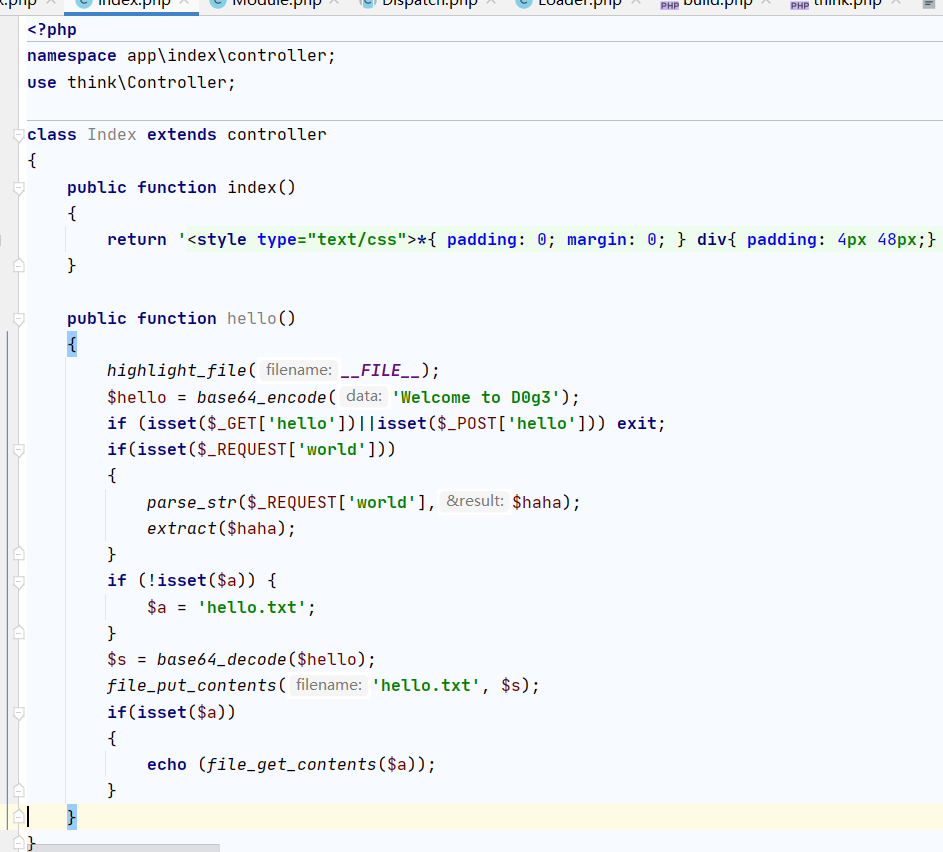 x.php Index.php Module.php Dispatch.php Loader.php build.php think.php
<?php
namespace app\index\controller;
use think\Controller;
class Index extends controller
{
public function index()
{
return '<style type="text/css">*{ padding: 0; margin: 0; } div{ padding: 4px 48px;}
}
public function hello()
{
highlight_file( filename: __FILE__);
$hello = base64_encode( data: 'Welcome to D0g3');
if (isset($_GET['hello'])||isset($_POST['hello'])) exit;
if(isset($_REQUEST['world']))
{
parse_str($_REQUEST['world'], &result: $haha);
extract($haha);
}
if (!isset($a)) {
$a = 'hello.txt';
}
$s = base64_decode($hello);
file_put_contents( filename: 'hello.txt', $s);
if(isset($a))
{
echo (file_get_contents($a));
}
}
}